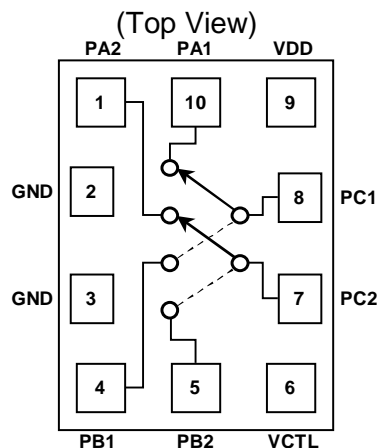 (Top View)
PA2 PA1 VDD
1 10 9
GND 2 8 PC1
GND 3 7 PC2
4 5 6
PB1 PB2 VCTL